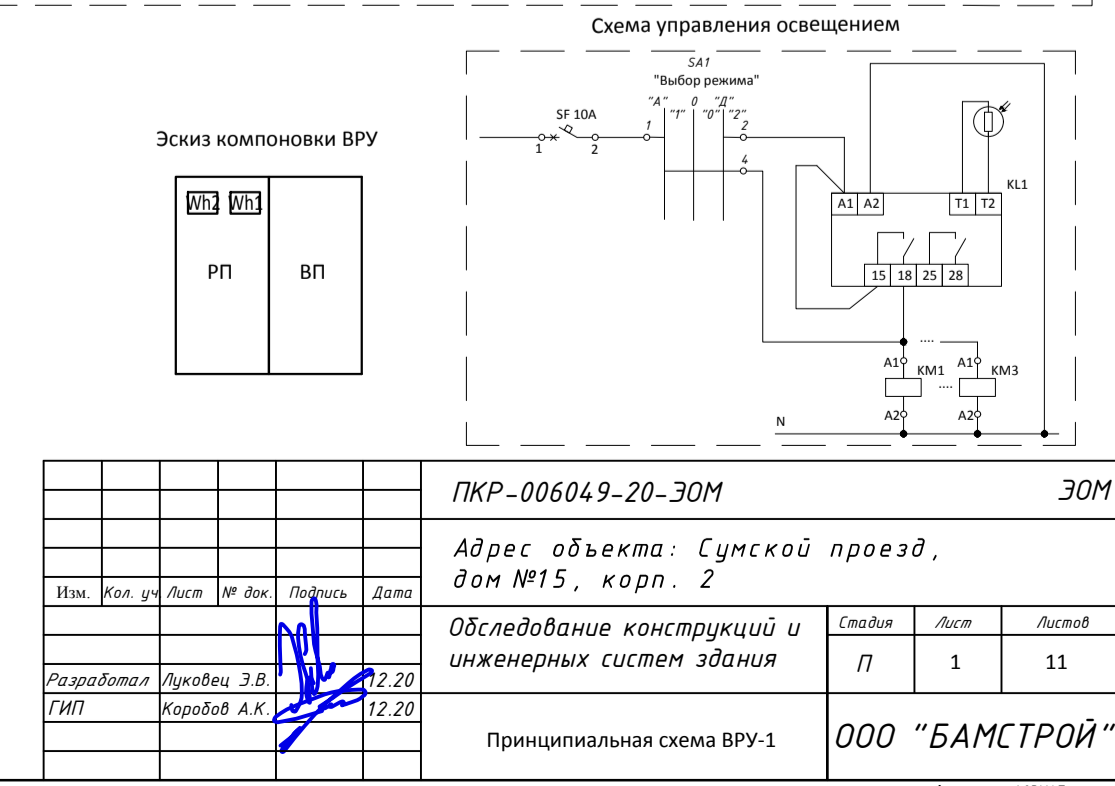 Схема управления освещением
SA1
"Выбор режима"
"А" 0 "Д"
"1" "0" "2"
SF 10A
1 2
1 2
4
KL1
A1 A2 T1 T2
15 18 25 28
....
A1 KM1 A1 KM3
....
A2 A2
N
Эскиз компоновки ВРУ
Wh2 Wh1
РП ВП
ПКР-006049-20-ЭОМ ЭОМ
Адрес объекта: Сумской проезд,
дом №15, корп. 2
Изм. Кол. уч Лист № док. Подпись Дата
Обследование конструкций и
инженерных систем здания
Стадия Лист Листов
П 1 11
Разработал Луковец Э.В. 12.20
ГИП Коробов А.К. 12.20
Принципиальная схема ВРУ-1
ООО "БАМСТРОЙ"